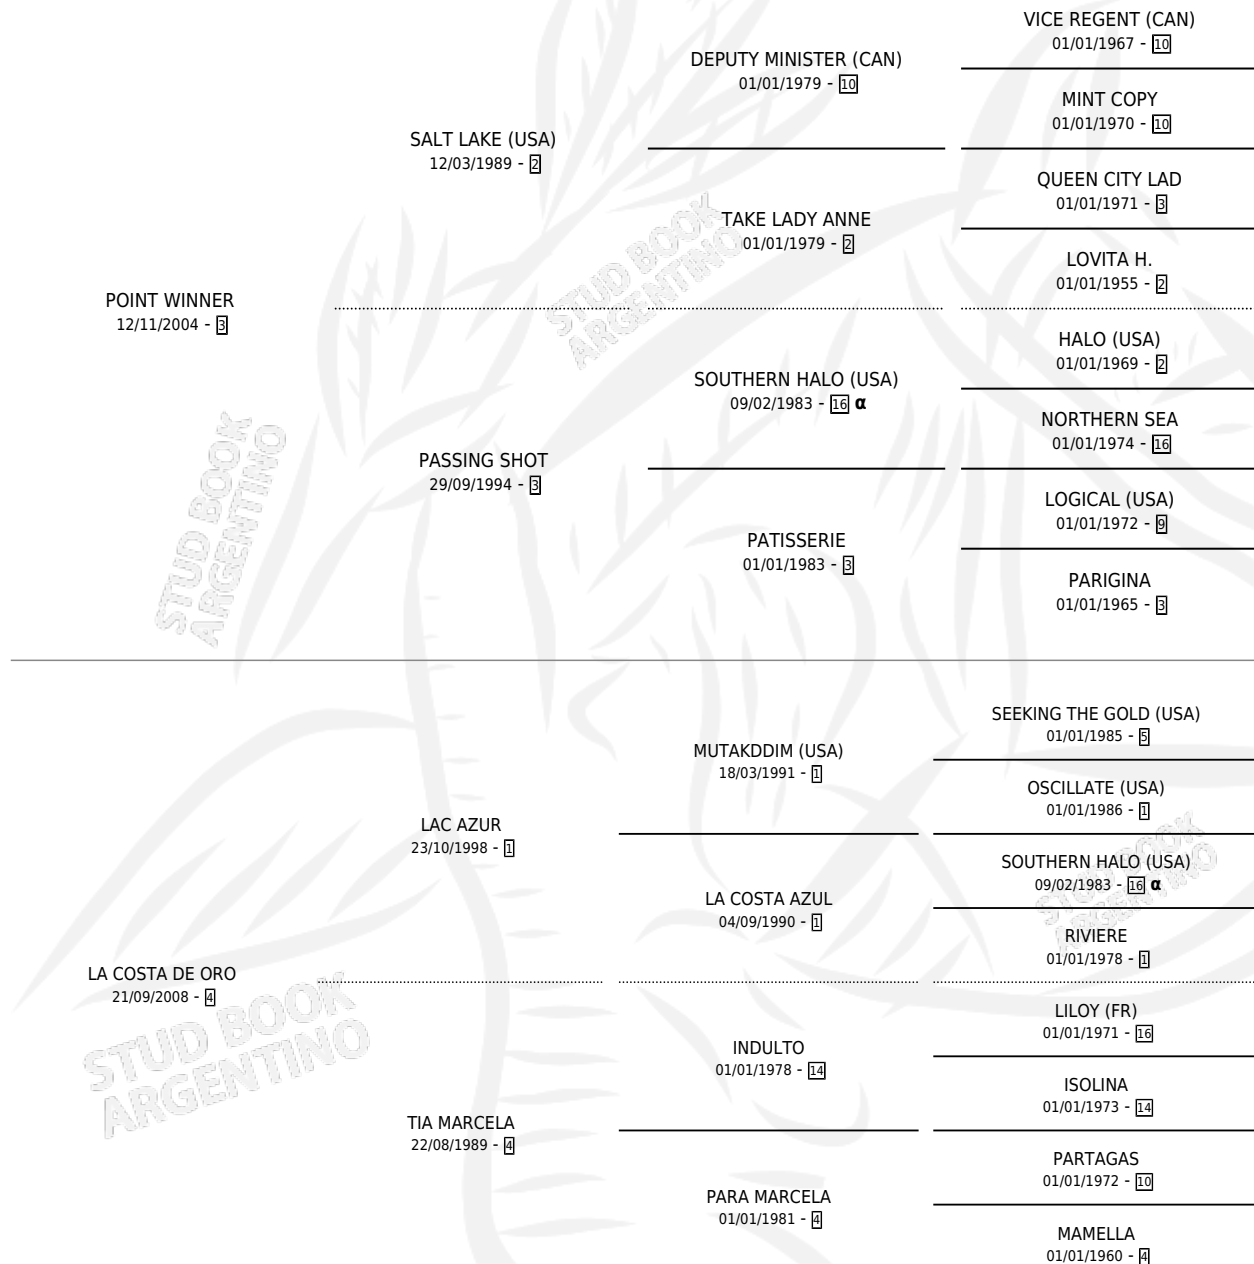 VICE REGENT (CAN)
01/01/1967 - 10
DEPUTY MINISTER (CAN)
01/01/1979 - 10
MINT COPY
01/01/1970 - 10
SALT LAKE (USA)
12/03/1989 - 2
QUEEN CITY LAD
01/01/1971 - 3
TAKE LADY ANNE
01/01/1979 - 2
LOVITA H.
01/01/1955 - 2
POINT WINNER
12/11/2004 - 3
HALO (USA)
01/01/1969 - 2
SOUTHERN HALO (USA)
09/02/1983 - 16 α
NORTHERN SEA
01/01/1974 - 16
PASSING SHOT
29/09/1994 - 3
LOGICAL (USA)
01/01/1972 - 9
PATISSERIE
01/01/1983 - 3
PARIGINA
01/01/1965 - 3
SEEKING THE GOLD (USA)
01/01/1985 - 5
MUTAKDDIM (USA)
18/03/1991 - 1
OSCILLATE (USA)
01/01/1986 - 1
LAC AZUR
23/10/1998 - 1
SOUTHERN HALO (USA)
09/02/1983 - 16 α
LA COSTA AZUL
04/09/1990 - 1
RIVIERE
01/01/1978 - 1
LA COSTA DE ORO
21/09/2008 - 4
LILOY (FR)
01/01/1971 - 16
INDULTO
01/01/1978 - 14
ISOLINA
01/01/1973 - 14
TIA MARCELA
22/08/1989 - 4
PARTAGAS
01/01/1972 - 10
PARA MARCELA
01/01/1981 - 4
MAMELLA
01/01/1960 - 4
STUD BOOK
ARGENTINO
STUD BOOK
ARGENTINO
STUD BOOK
ARGENTINO
STUD BOOK
ARGENTINO